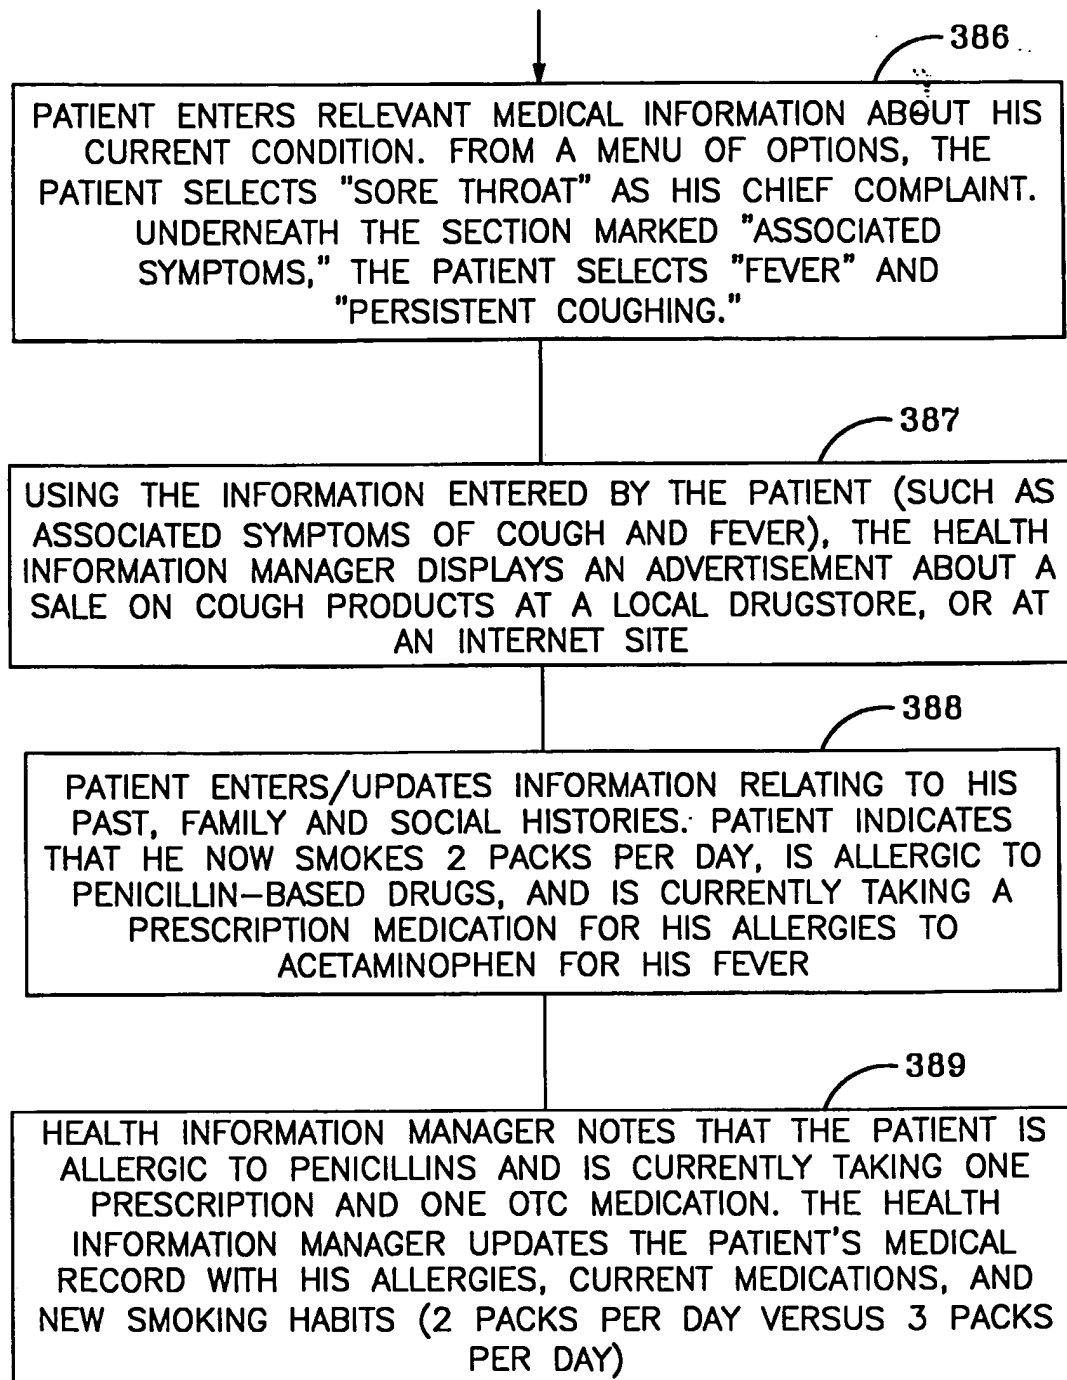 386
PATIENT ENTERS RELEVANT MEDICAL INFORMATION ABOUT HIS
CURRENT CONDITION. FROM A MENU OF OPTIONS, THE
PATIENT SELECTS "SORE THROAT" AS HIS CHIEF COMPLAINT.
UNDERNEATH THE SECTION MARKED "ASSOCIATED
SYMPTOMS," THE PATIENT SELECTS "FEVER" AND
"PERSISTENT COUGHING."
387
USING THE INFORMATION ENTERED BY THE PATIENT (SUCH AS
ASSOCIATED SYMPTOMS OF COUGH AND FEVER), THE HEALTH
INFORMATION MANAGER DISPLAYS AN ADVERTISEMENT ABOUT A
SALE ON COUGH PRODUCTS AT A LOCAL DRUGSTORE, OR AT
AN INTERNET SITE
388
PATIENT ENTERS/UPDATES INFORMATION RELATING TO HIS
PAST, FAMILY AND SOCIAL HISTORIES. PATIENT INDICATES
THAT HE NOW SMOKES 2 PACKS PER DAY, IS ALLERGIC TO
PENICILLIN-BASED DRUGS, AND IS CURRENTLY TAKING A
PRESCRIPTION MEDICATION FOR HIS ALLERGIES TO
ACETAMINOPHEN FOR HIS FEVER
389
HEALTH INFORMATION MANAGER NOTES THAT THE PATIENT IS
ALLERGIC TO PENICILLINS AND IS CURRENTLY TAKING ONE
PRESCRIPTION AND ONE OTC MEDICATION. THE HEALTH
INFORMATION MANAGER UPDATES THE PATIENT'S MEDICAL
RECORD WITH HIS ALLERGIES, CURRENT MEDICATIONS, AND
NEW SMOKING HABITS (2 PACKS PER DAY VERSUS 3 PACKS
PER DAY)